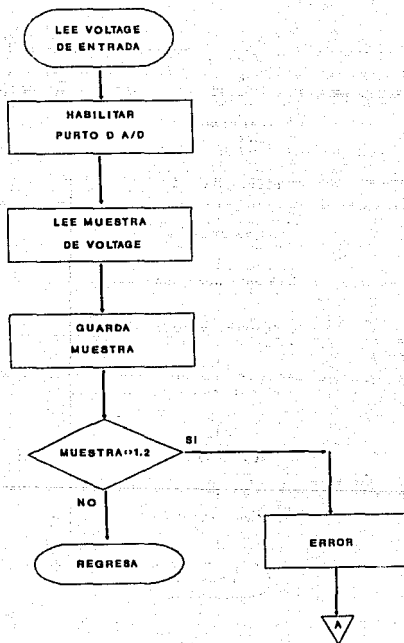 LEE VOLTAGE
DE ENTRADA
HABILITAR
PURTO D A/D
LEE MUESTRA
DE VOLTAGE
GUARDA
MUESTRA
MUESTRA<>1.2
SI
NO
REGRESA
ERROR
A